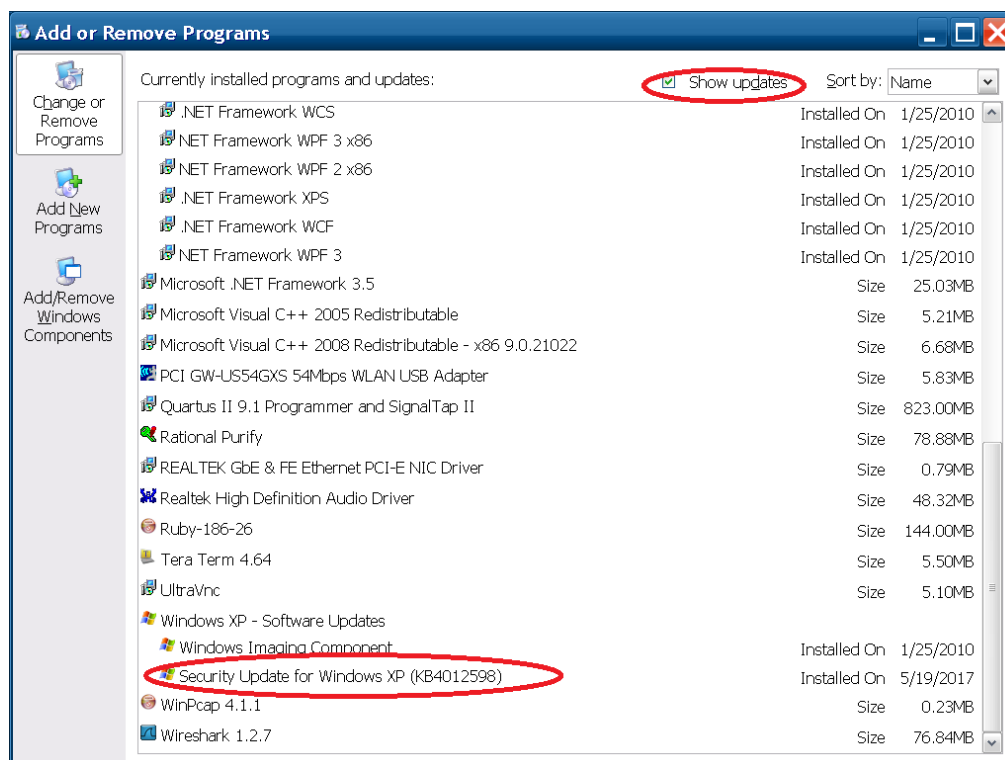 Add or Remove Programs
Change or
Remove
Programs
Add New
Programs
Add/Remove
Windows
Components
Currently installed programs and updates:
Show updates
Sort by: Name
.NET Framework WCS Installed On 1/25/2010
NET Framework WPF 3 x86 Installed On 1/25/2010
NET Framework WPF 2 x86 Installed On 1/25/2010
.NET Framework XPS Installed On 1/25/2010
.NET Framework WCF Installed On 1/25/2010
NET Framework WPF 3 Installed On 1/25/2010
Microsoft .NET Framework 3.5 Size 25.03MB
Microsoft Visual C++ 2005 Redistributable Size 5.21MB
Microsoft Visual C++ 2008 Redistributable - x86 9.0.21022 Size 6.68MB
PCI GW-US54GXS 54Mbps WLAN USB Adapter Size 5.83MB
Quartus II 9.1 Programmer and SignalTap II Size 823.00MB
Rational Purify Size 78.88MB
REALTEK GbE & FE Ethernet PCI-E NIC Driver Size 0.79MB
Realtek High Definition Audio Driver Size 48.32MB
Ruby-186-26 Size 144.00MB
Tera Term 4.64 Size 5.50MB
UltraVnc Size 5.10MB
Windows XP - Software Updates
Windows Imaging Component Installed On 1/25/2010
Security Update for Windows XP (KB4012598) Installed On 5/19/2017
WinPcap 4.1.1 Size 0.23MB
Wireshark 1.2.7 Size 76.84MB